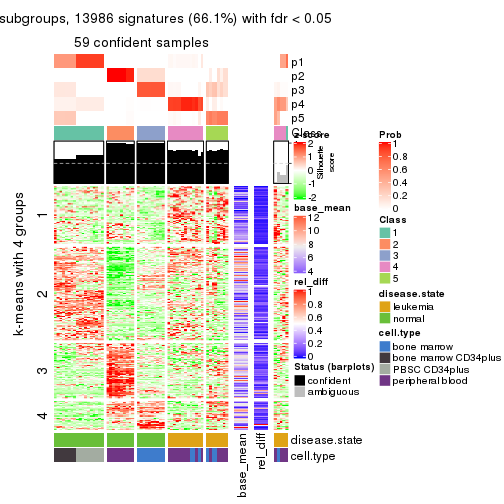 subgroups, 13986 signatures (66.1%) with fdr < 0.05
59 confident samples
p1
p2
p3
p4
p5
Class
Silhouette
score
1
2
3
4
k-means with 4 groups
base_mean
rel_diff
disease.state
cell.type
z-score
2
1
0
-1
-2
base_mean
12
10
8
6
4
rel_diff
1
0.8
0.6
0.4
0.2
0
Status (barplots)
confident
ambiguous
Prob
1
0.8
0.6
0.4
0.2
0
Class
1
2
3
4
5
disease.state
leukemia
normal
cell.type
bone marrow
bone marrow CD34plus
PBSC CD34plus
peripheral blood